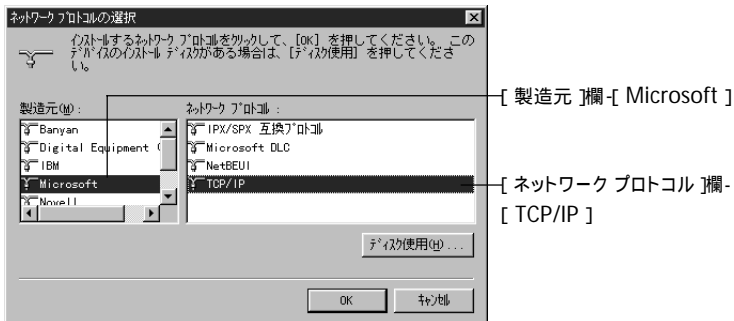 ﾈｯﾄﾜｰｸ ﾌﾟﾛﾄｺﾙの選択
ｲﾝｽﾄｰﾙするﾈｯﾄﾜｰｸ ﾌﾟﾛﾄｺﾙをｸﾘｯｸして、[OK] を押してください。 この
ﾃﾞﾊﾞｲｽのｲﾝｽﾄｰﾙ ﾃﾞｨｽｸがある場合は、[ﾃﾞｨｽｸ使用] を押してくださ
い。
製造元(M) :
Banyan
Digital Equipment (
IBM
Microsoft
Novell
ﾈｯﾄﾜｰｸ ﾌﾟﾛﾄｺﾙ :
IPX/SPX 互換ﾌﾟﾛﾄｺﾙ
Microsoft DLC
NetBEUI
TCP/IP
ﾃﾞｨｽｸ使用(H) ...
OK
ｷｬﾝｾﾙ
[ 製造元 ]欄-[ Microsoft ]
[ ネットワーク プロトコル ]欄-
[ TCP/IP ]